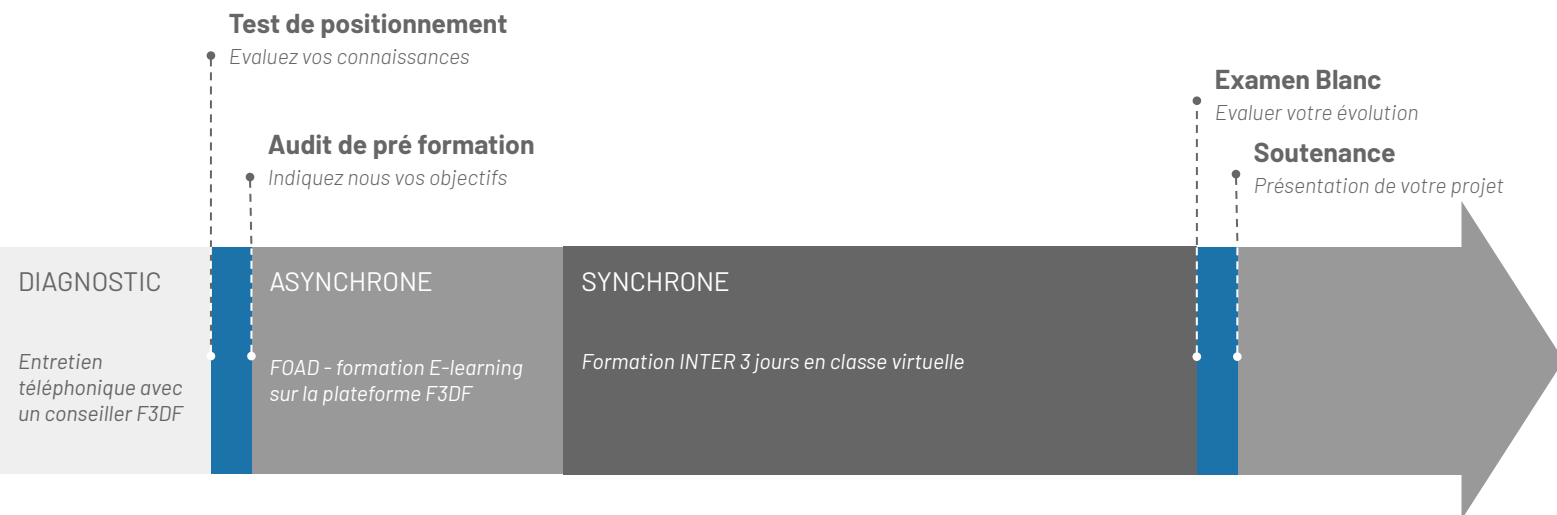 Test de positionnement
Evaluez vos connaissances
Audit de pré formation
Indiquez nous vos objectifs
Examen Blanc
Evaluer votre évolution
Soutenance
Présentation de votre projet
DIAGNOSTIC
Entretien
téléphonique avec
un conseiller F3DF
ASYNCHRONE
FOAD - formation E-learning
sur la plateforme F3DF
SYNCHRONE
Formation INTER 3 jours en classe virtuelle